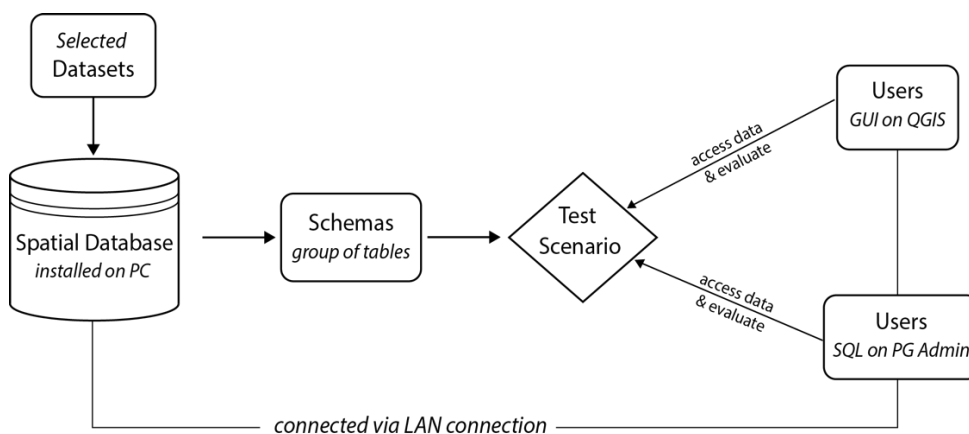 Selected
Datasets
Spatial Database
installed on PC
Schemas
group of tables
Test
Scenario
access data
& evaluate
Users
GUI on QGIS
access data
& evaluate
Users
SQL on PG Admin
connected via LAN connection